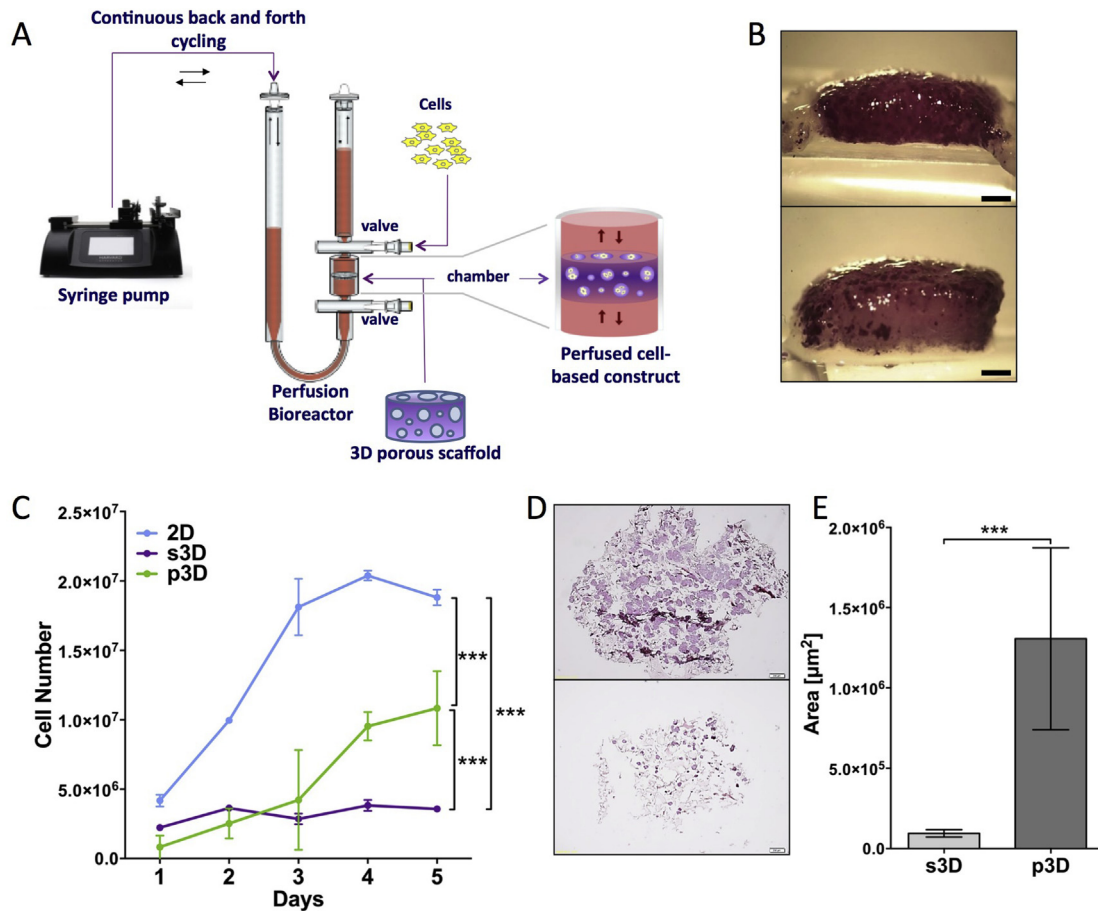 A
Continuous back and forth
cycling
Cells
valve
chamber
valve
Syringe pump
Perfusion
Bioreactor
3D porous scaffold
Perfused cell-
based construct
B
C
2.5×10⁷
2.0×10⁷
1.5×10⁷
1.0×10⁷
5.0×10⁶
0.0
Cell Number
2D
s3D
p3D
***
***
***
1 2 3 4 5
Days
D
E
2.0×10⁶
1.5×10⁶
1.0×10⁶
5.0×10⁵
0.0
Area [µm²]
***
s3D p3D